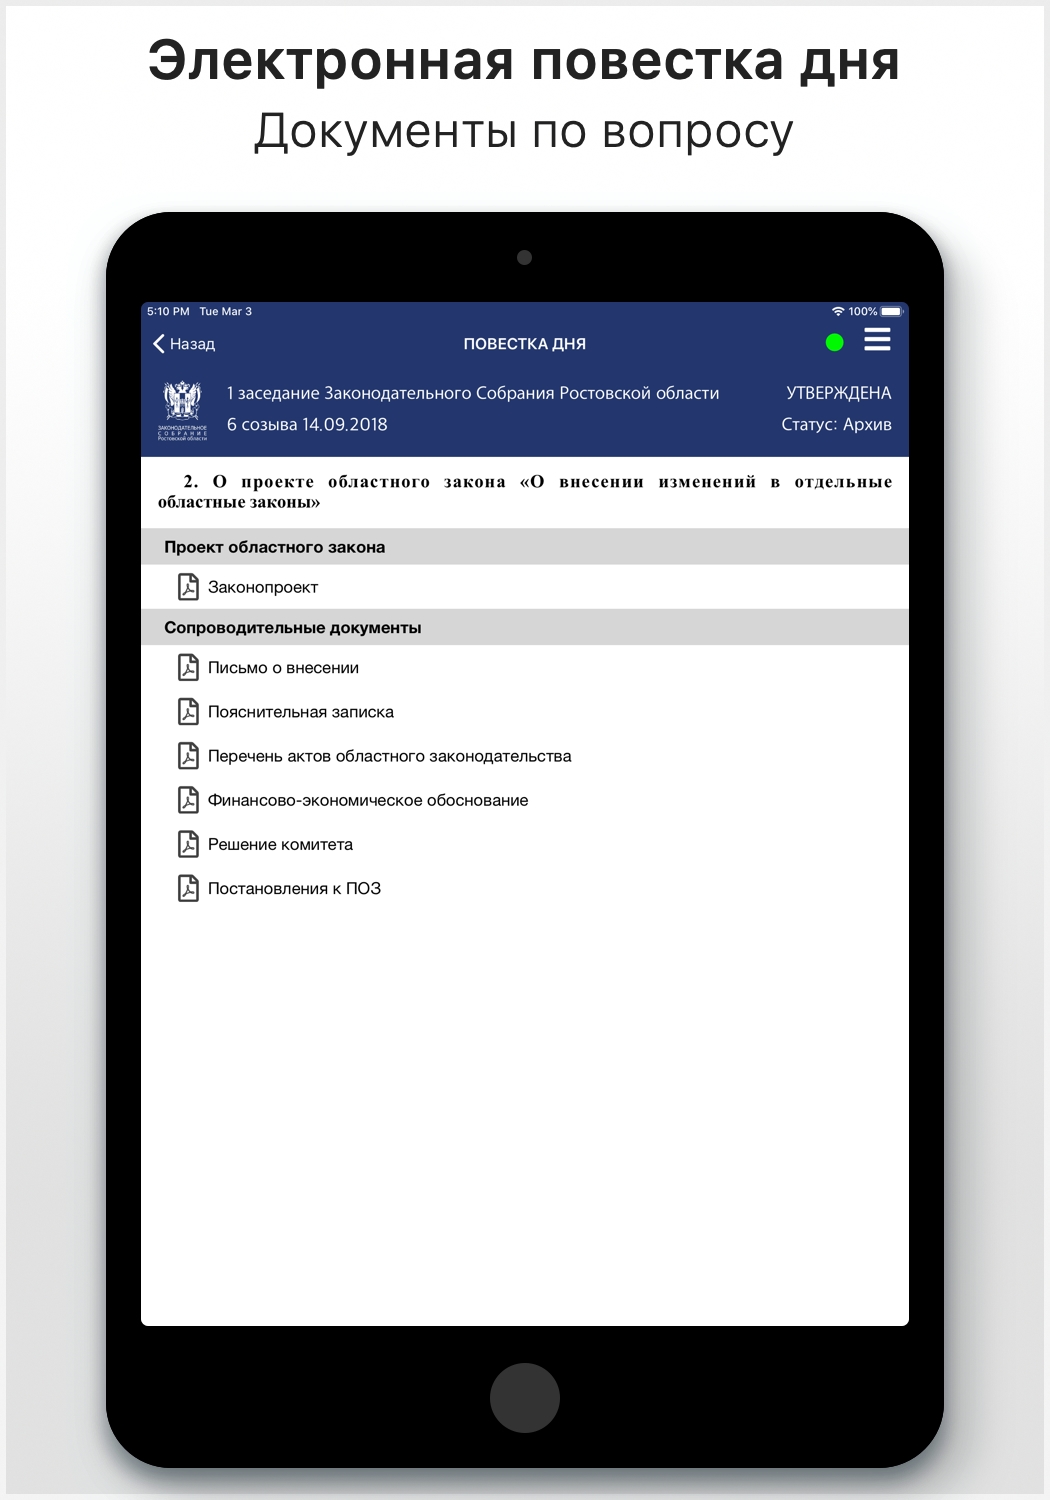 Электронная повестка дня
Документы по вопросу
5:10 PM Tue Mar 3
100%
Назад
ПОВЕСТКА ДНЯ
1 заседание Законодательного Собрания Ростовской области
УТВЕРЖДЕНА
6 созыва 14.09.2018
Статус: Архив
ЗАКОНОДАТЕЛЬНОЕ
СОБРАНИЕ
Ростовской области
2. О проекте областного закона «О внесении изменений в отдельные
областные законы»
Проект областного закона
Законопроект
Сопроводительные документы
Письмо о внесении
Пояснительная записка
Перечень актов областного законодательства
Финансово-экономическое обоснование
Решение комитета
Постановления к ПОЗ